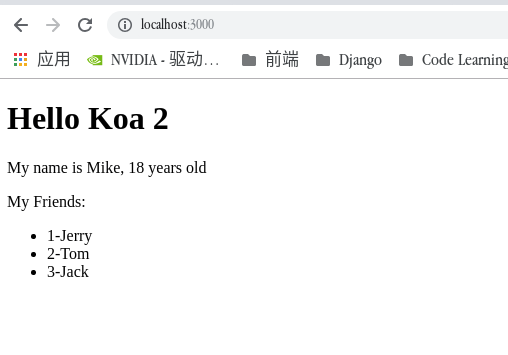 localhost:3000
应用 NVIDIA - 驱动... 前端 Django Code Learning
Hello Koa 2
My name is Mike, 18 years old
My Friends:
1-Jerry
2-Tom
3-Jack